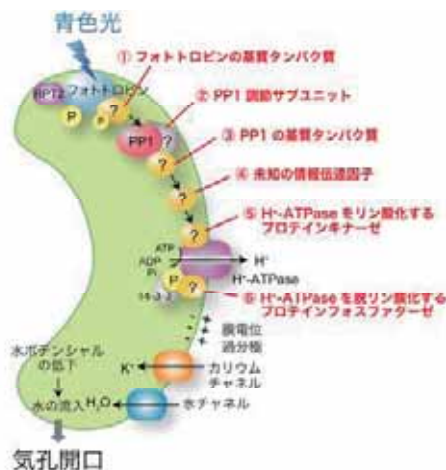 青色光
① フォトトロピンの基質タンパク質
RPT2 フォトトロピン
?
P
P
② PP1 調節サブユニット
PP1
?
③ PP1 の基質タンパク質
?
④ 未知の情報伝達因子
?
⑤ H⁺-ATPase をリン酸化する
プロテインキナーゼ
?
ATP
ADP
Pi
H⁺
H⁺-ATPase
P
?
14-3-3
⑥ H⁺-ATPase を脱リン酸化する
プロテインフォスファターゼ
膜電位
過分極
水ポテンシャル
の低下
K⁺
カリウム
チャネル
水の流入
H₂O
水チャネル
気孔開口